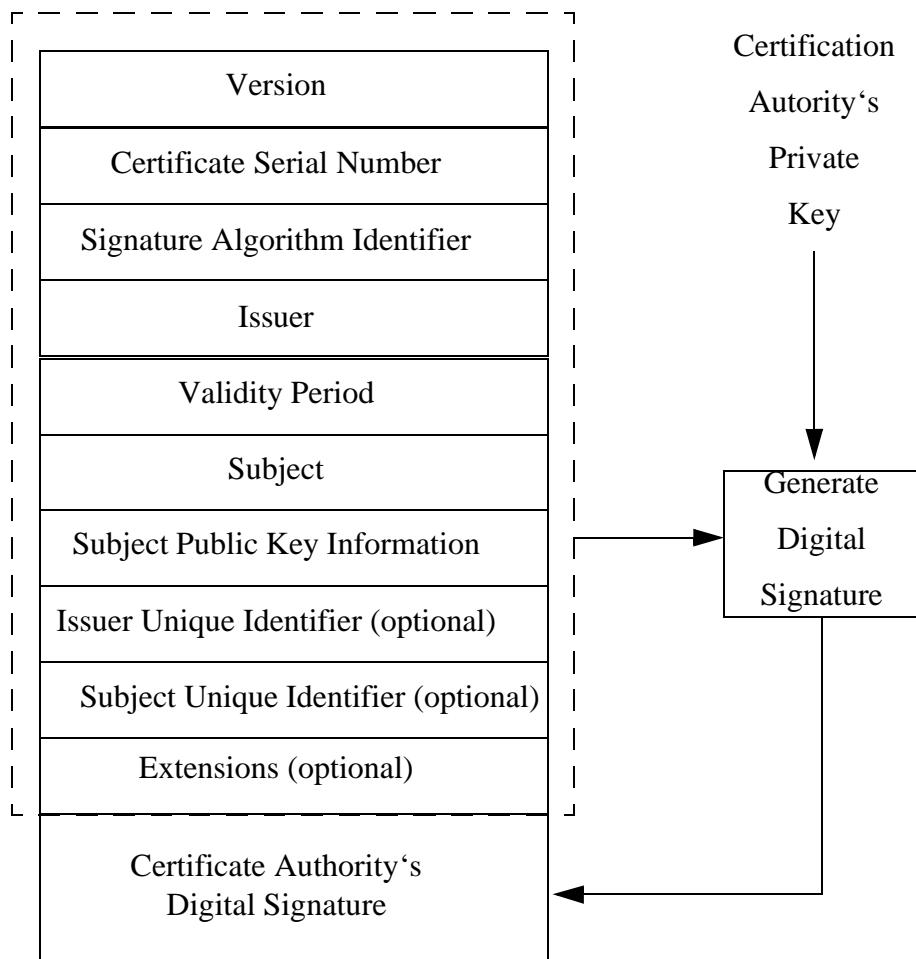 Version
Certificate Serial Number
Signature Algorithm Identifier
Issuer
Validity Period
Subject
Subject Public Key Information
Issuer Unique Identifier (optional)
Subject Unique Identifier (optional)
Extensions (optional)
Certificate Authority‘s
Digital Signature
Certification
Autority‘s
Private
Key
Generate
Digital
Signature